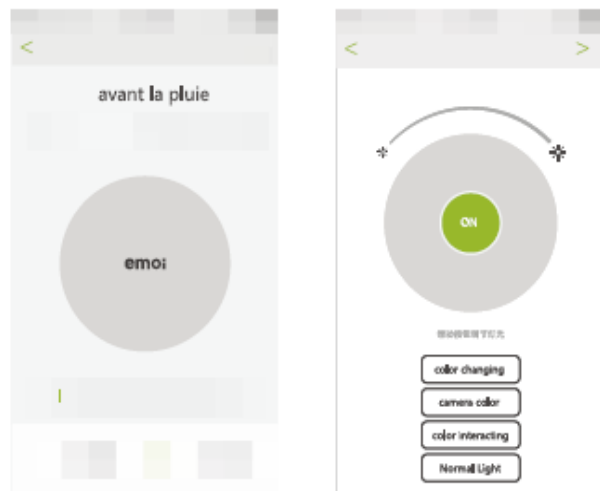 <
avant la pluie
emoi
< >
ON
color changing
camera color
color interacting
Normal Light